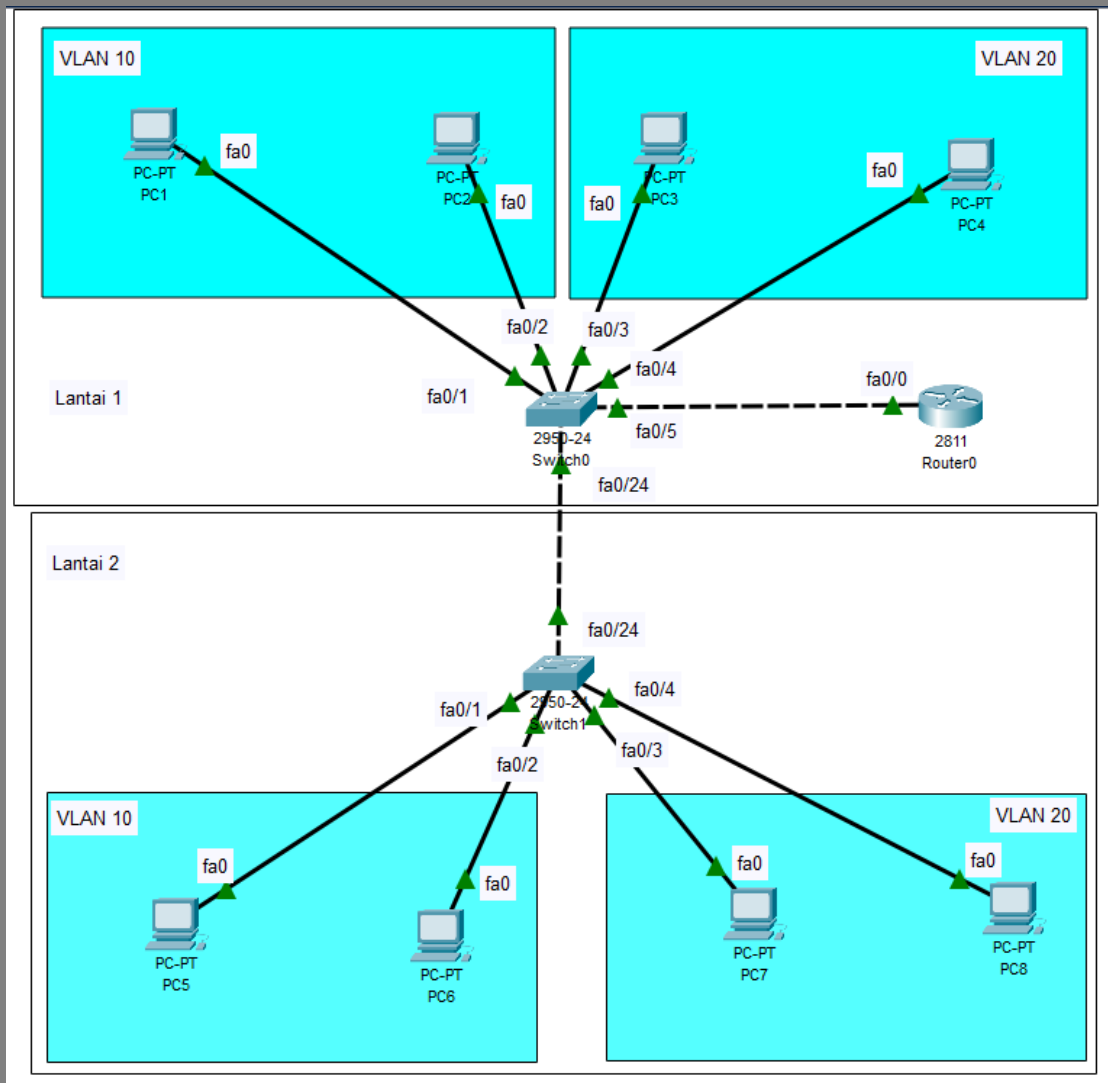 VLAN 10
VLAN 20
fa0
PC-PT
PC1
PC-PT
PC2
fa0
PC-PT
PC3
fa0
fa0
PC-PT
PC4
fa0/2
fa0/3
fa0/4
fa0/0
Lantai 1
fa0/1
fa0/5
2950-24
Switch0
2811
Router0
fa0/24
Lantai 2
fa0/24
fa0/4
fa0/1
2950-24
Switch1
fa0/3
fa0/2
VLAN 10
VLAN 20
fa0
PC-PT
PC5
fa0
PC-PT
PC6
fa0
PC-PT
PC7
fa0
PC-PT
PC8